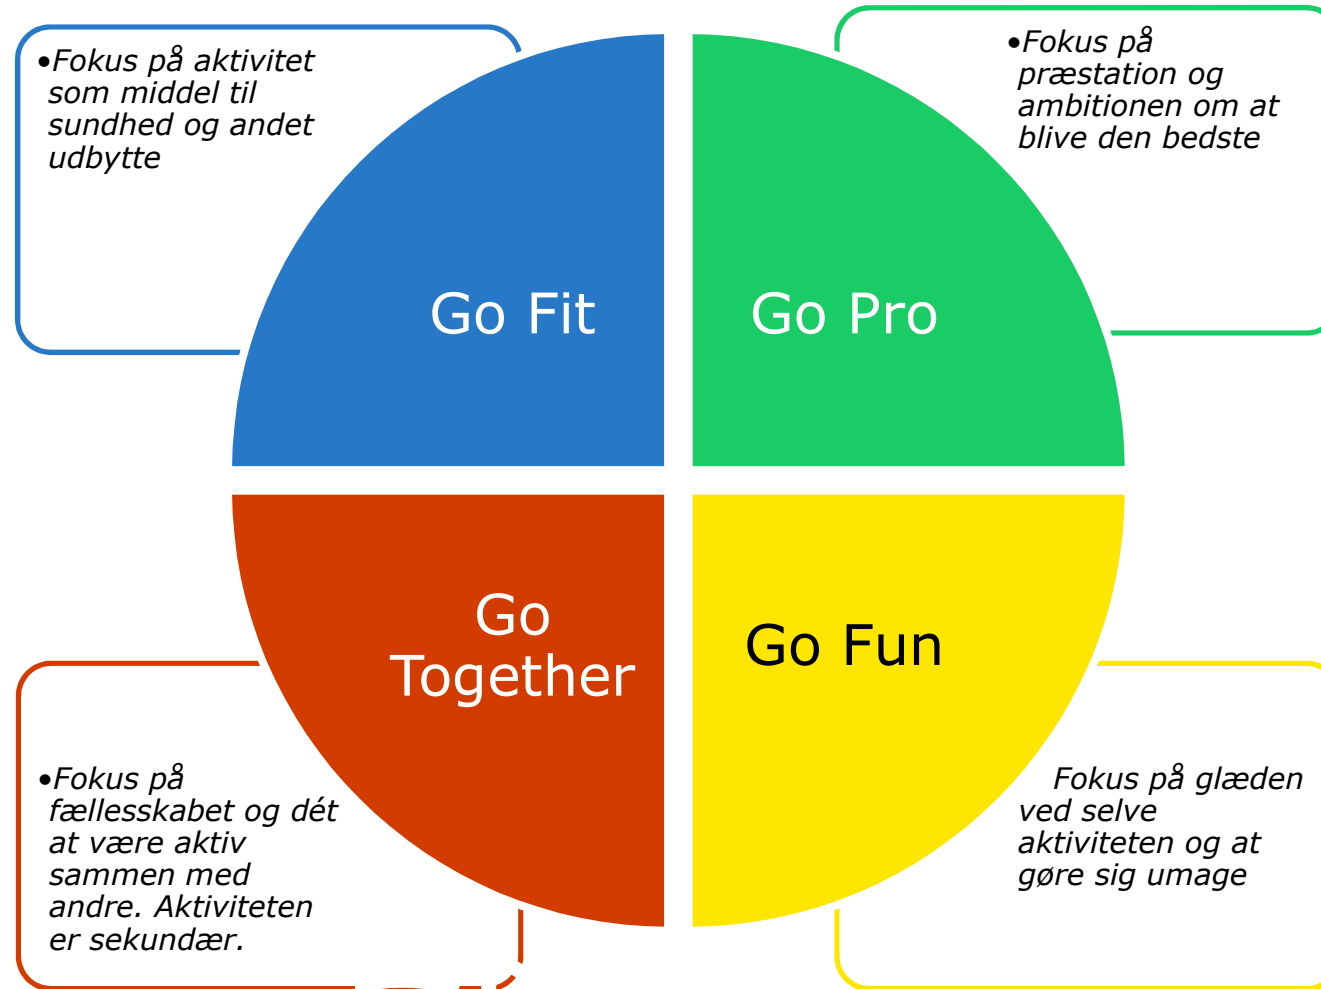 •Fokus på aktivitet
som middel til
sundhed og andet
udbytte
•Fokus på
præstation og
ambitionen om at
blive den bedste
Go Fit
Go Pro
Go
Together
Go Fun
•Fokus på
fællesskabet og dét
at være aktiv
sammen med
andre. Aktiviteten
er sekundær.
Fokus på glæden
ved selve
aktiviteten og at
gøre sig umage